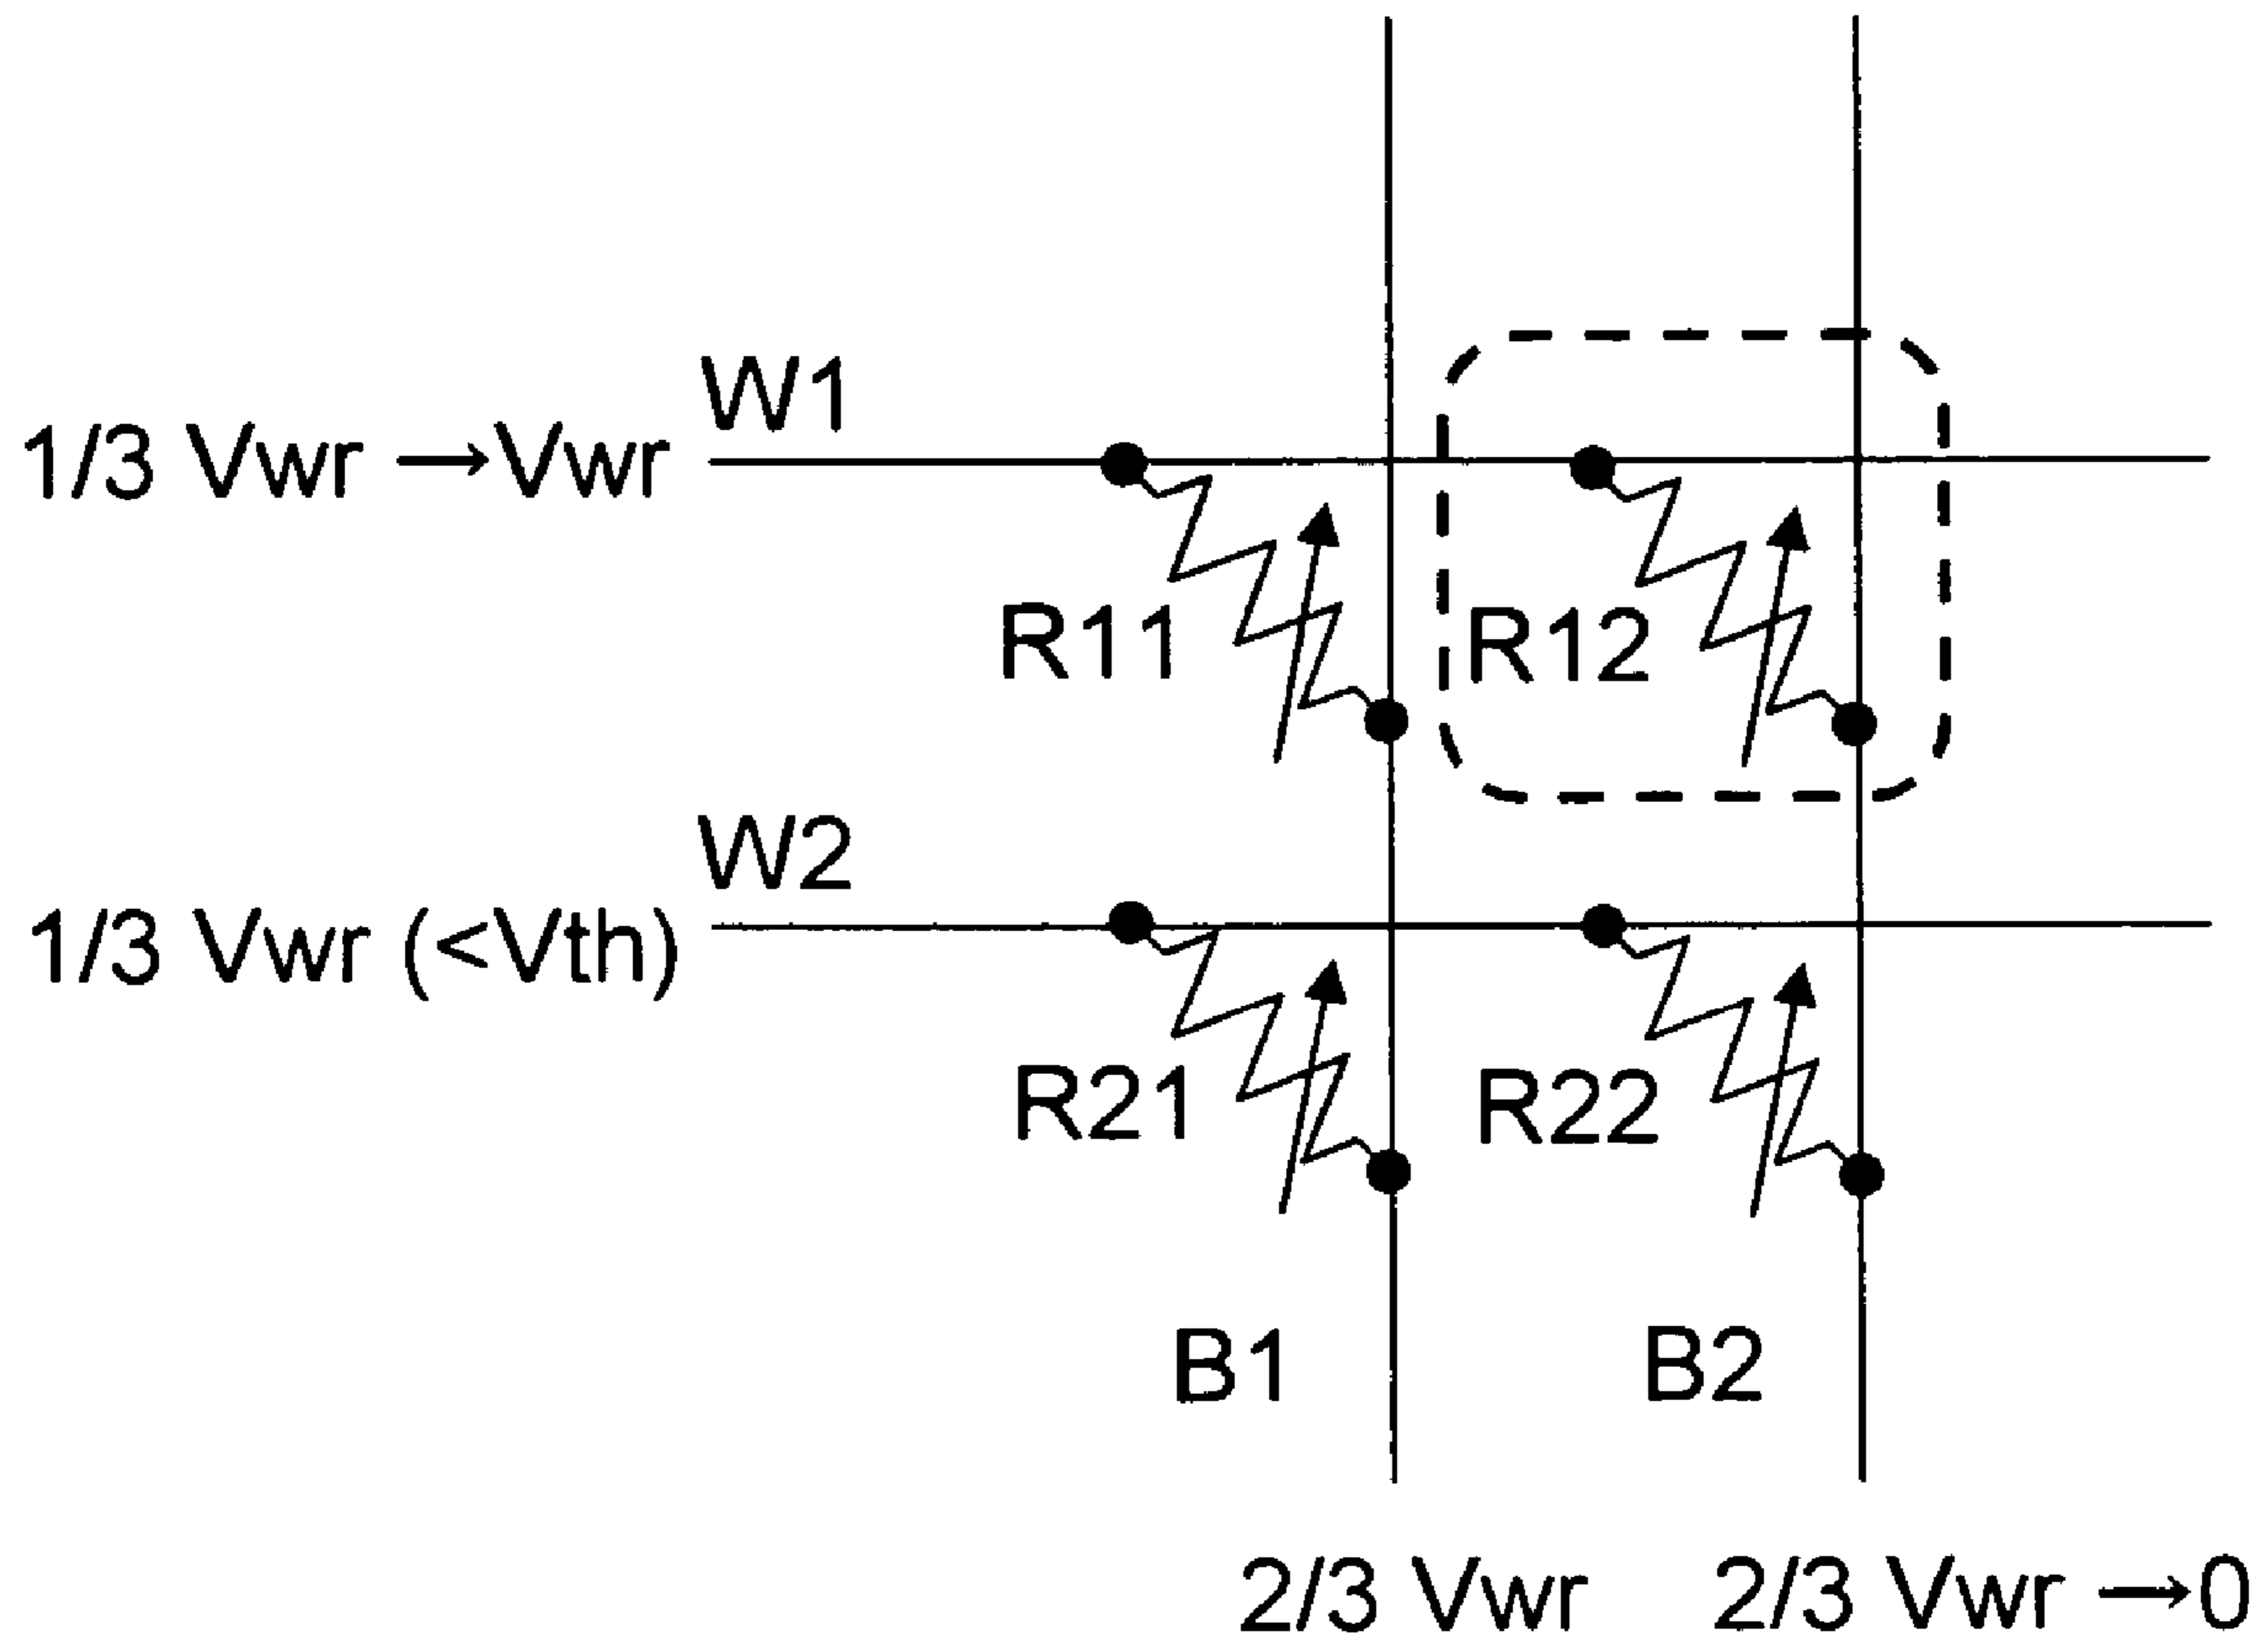 W1
1/3 Vwr →Vwr
R11 R12
W2
1/3 Vwr (<Vth)
R21 R22
B1 B2
2/3 Vwr 2/3 Vwr →0